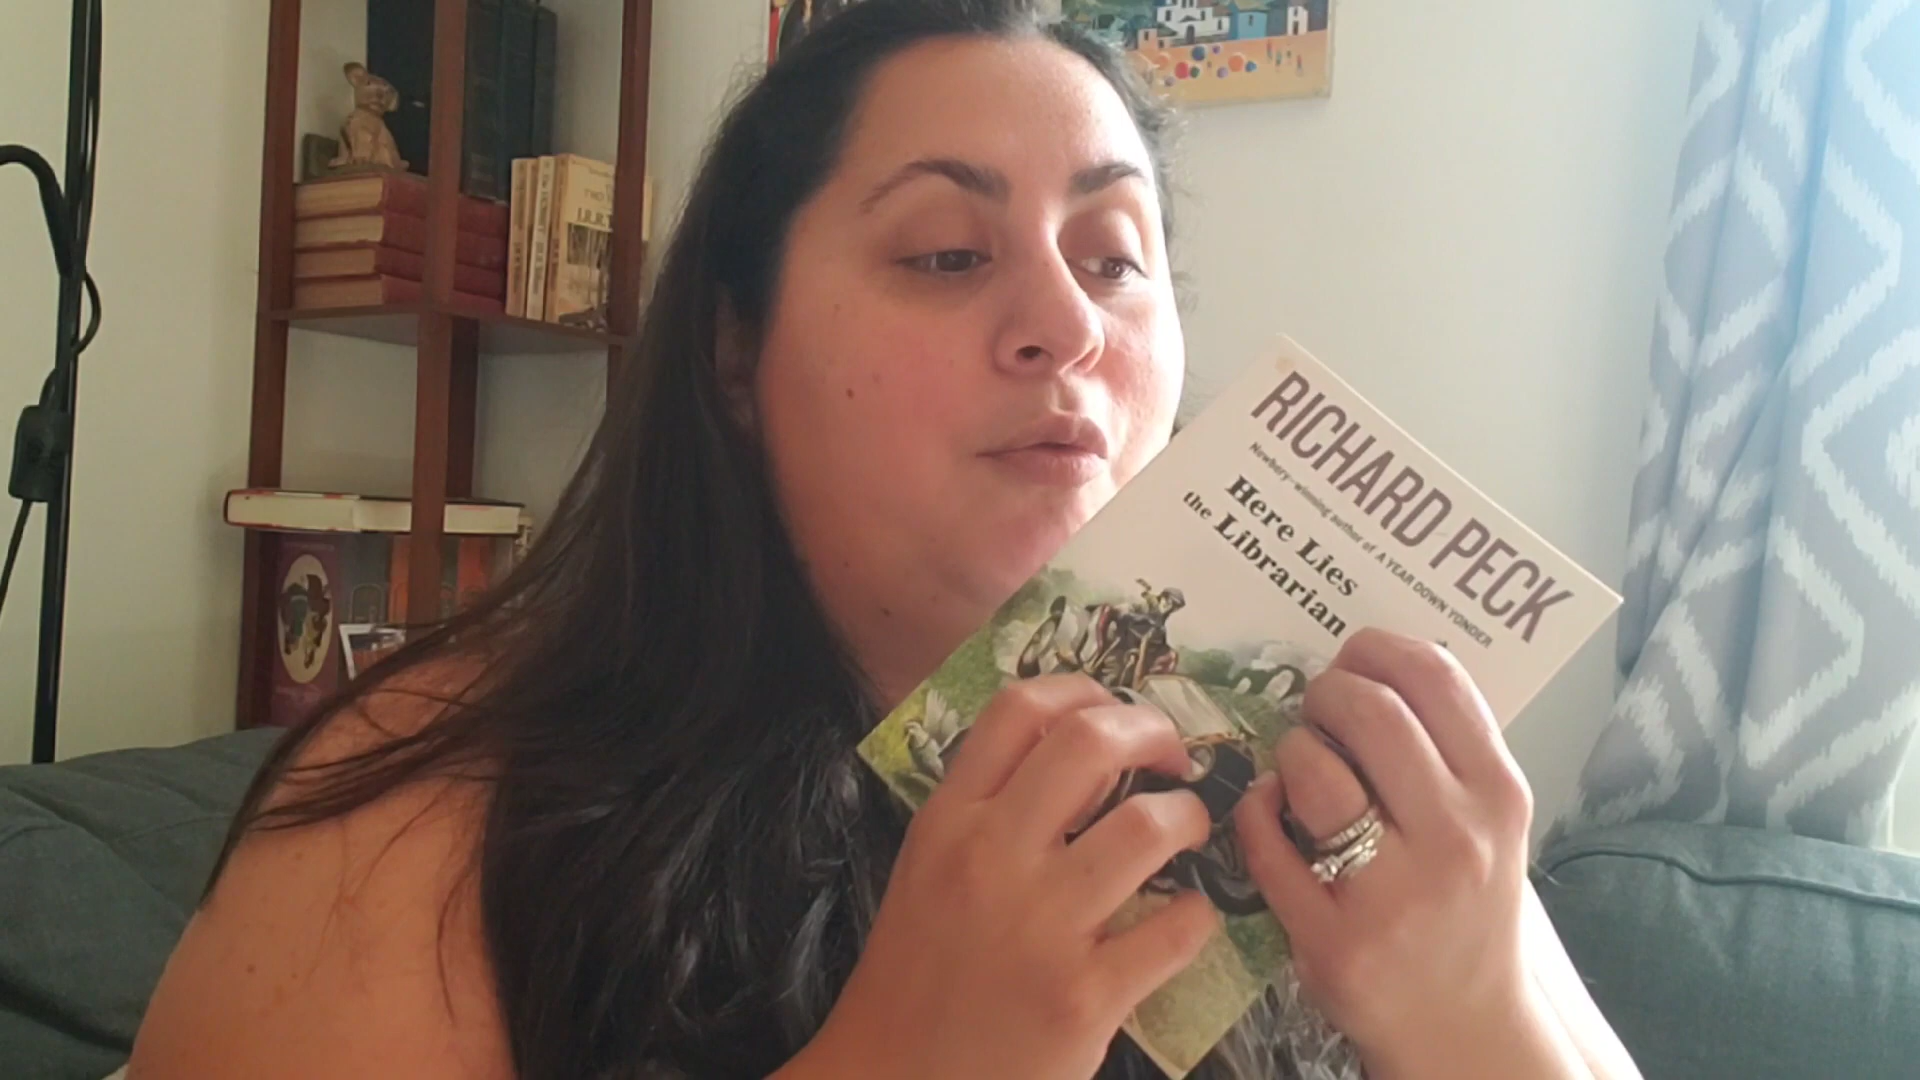 RICHARD PECK
Newbery-winning author of A YEAR DOWN YONDER
Here Lies
the Librarian
J.R.R.